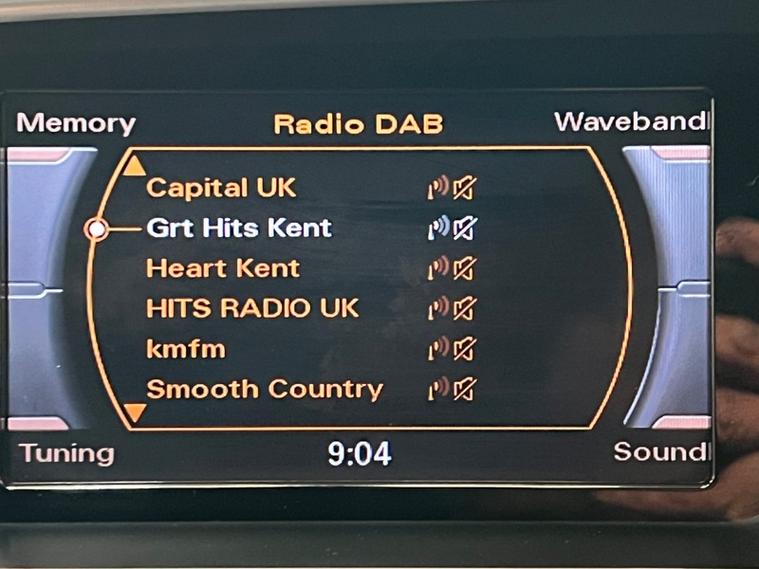 Memory Radio DAB Waveband
Capital UK
Grt Hits Kent
Heart Kent
HITS RADIO UK
kmfm
Smooth Country
Tuning 9:04 Sound